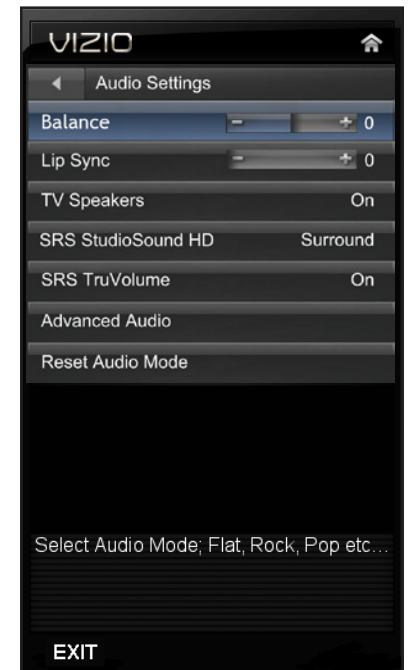 VIZIO
Audio Settings
Balance - + 0
Lip Sync - + 0
TV Speakers On
SRS StudioSound HD Surround
SRS TruVolume On
Advanced Audio
Reset Audio Mode
Select Audio Mode; Flat, Rock, Pop etc...
EXIT